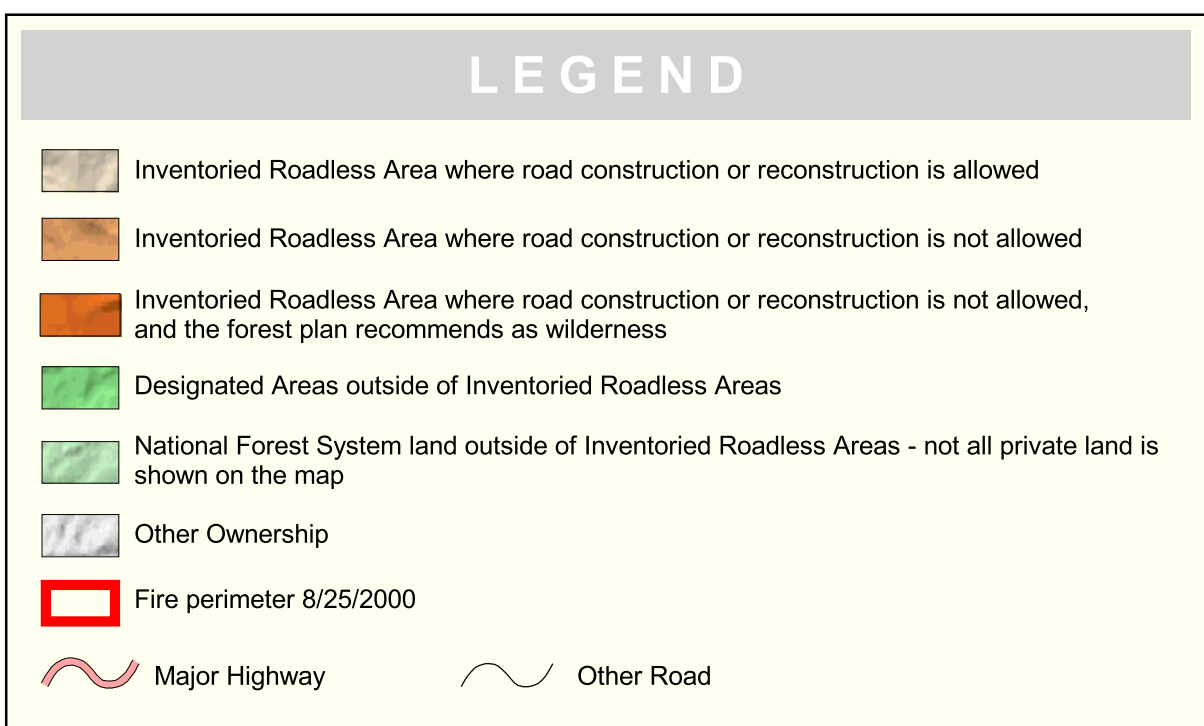 LEGEND
Inventoried Roadless Area where road construction or reconstruction is allowed
Inventoried Roadless Area where road construction or reconstruction is not allowed
Inventoried Roadless Area where road construction or reconstruction is not allowed,
and the forest plan recommends as wilderness
Designated Areas outside of Inventoried Roadless Areas
National Forest System land outside of Inventoried Roadless Areas - not all private land is
shown on the map
Other Ownership
Fire perimeter 8/25/2000
Major Highway
Other Road